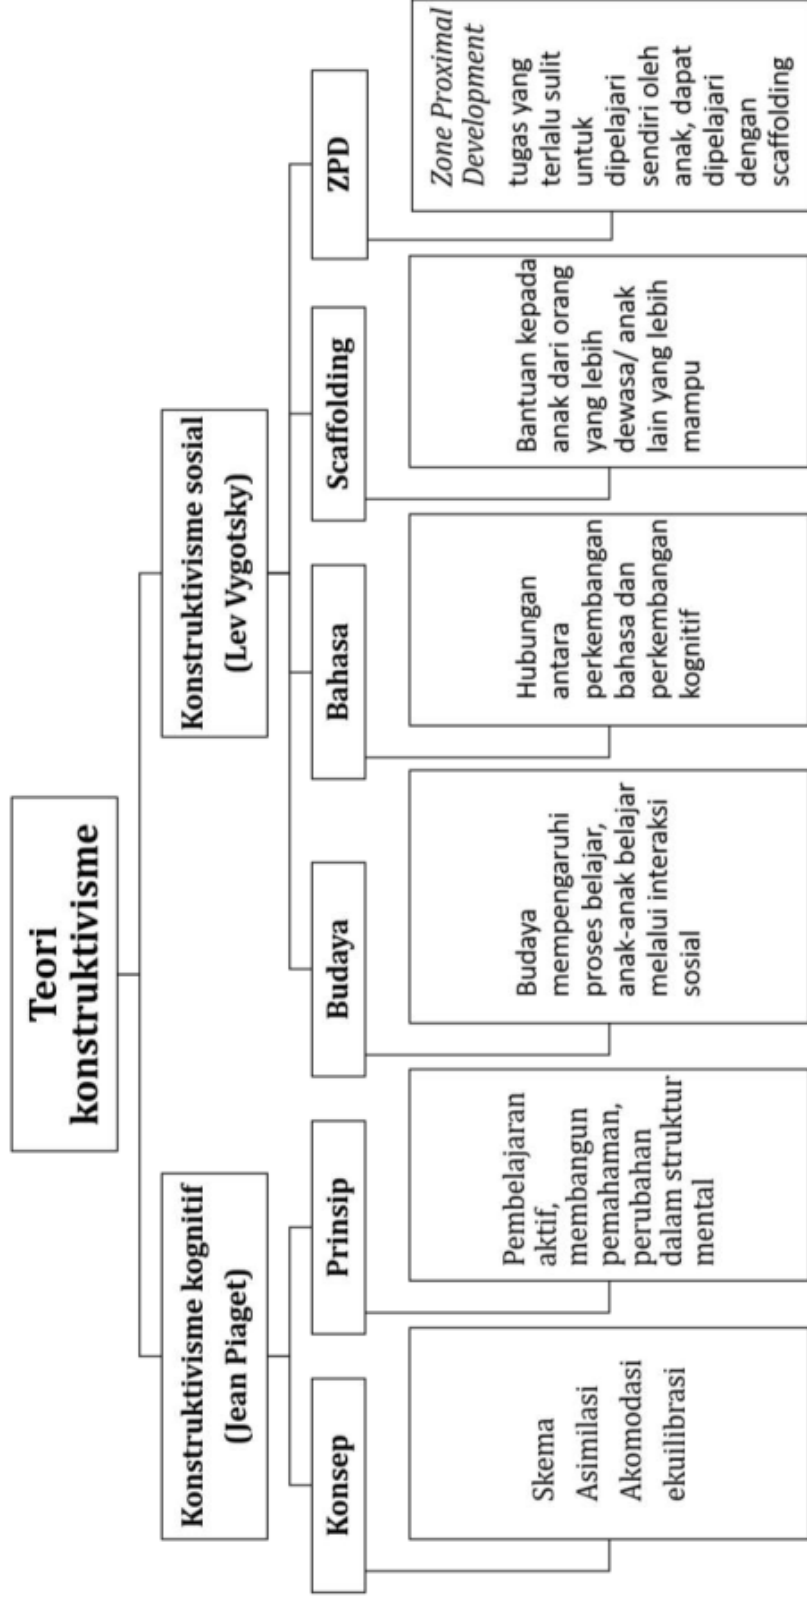 Teori
konstruktivisme
Konstruktivisme kognitif
(Jean Piaget)
Konstruktivisme sosial
(Lev Vygotsky)
Konsep
Prinsip
Budaya
Bahasa
Scaffolding
ZPD
Skema
Asimilasi
Akomodasi
ekuilibrasi
Pembelajaran
aktif,
membangun
pemahaman,
perubahan
dalam struktur
mental
Budaya
mempengaruhi
proses belajar,
anak-anak belajar
melalui interaksi
sosial
Hubungan
antara
perkembangan
bahasa dan
perkembangan
kognitif
Bantuan kepada
anak dari orang
yang lebih
dewasa/ anak
lain yang lebih
mampu
Zone Proximal
Development
tugas yang
terlalu sulit
untuk
dipelajari
sendiri oleh
anak, dapat
dipelajari
dengan
scaffolding